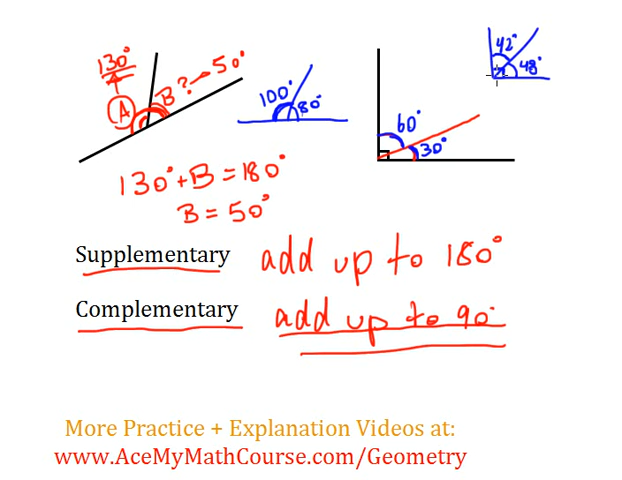 130°
A
B ? → 50°
100° 80°
60°
30°
42°
48°
130° + B = 180°
B = 50°
Supplementary add up to 180°
Complementary add up to 90°
More Practice + Explanation Videos at:
www.AceMyMathCourse.com/Geometry